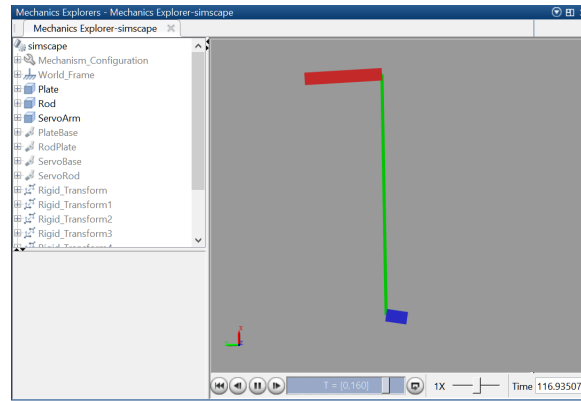 Mechanics Explorers - Mechanics Explorer-simscape
Mechanics Explorer-simscape
simscape
Mechanism_Configuration
World_Frame
Plate
Rod
ServoArm
PlateBase
RodPlate
ServoBase
ServoRod
Rigid_Transform
Rigid_Transform1
Rigid_Transform2
Rigid_Transform3
Rigid_Transform4
T = [0,160]
1X
Time 116.93507